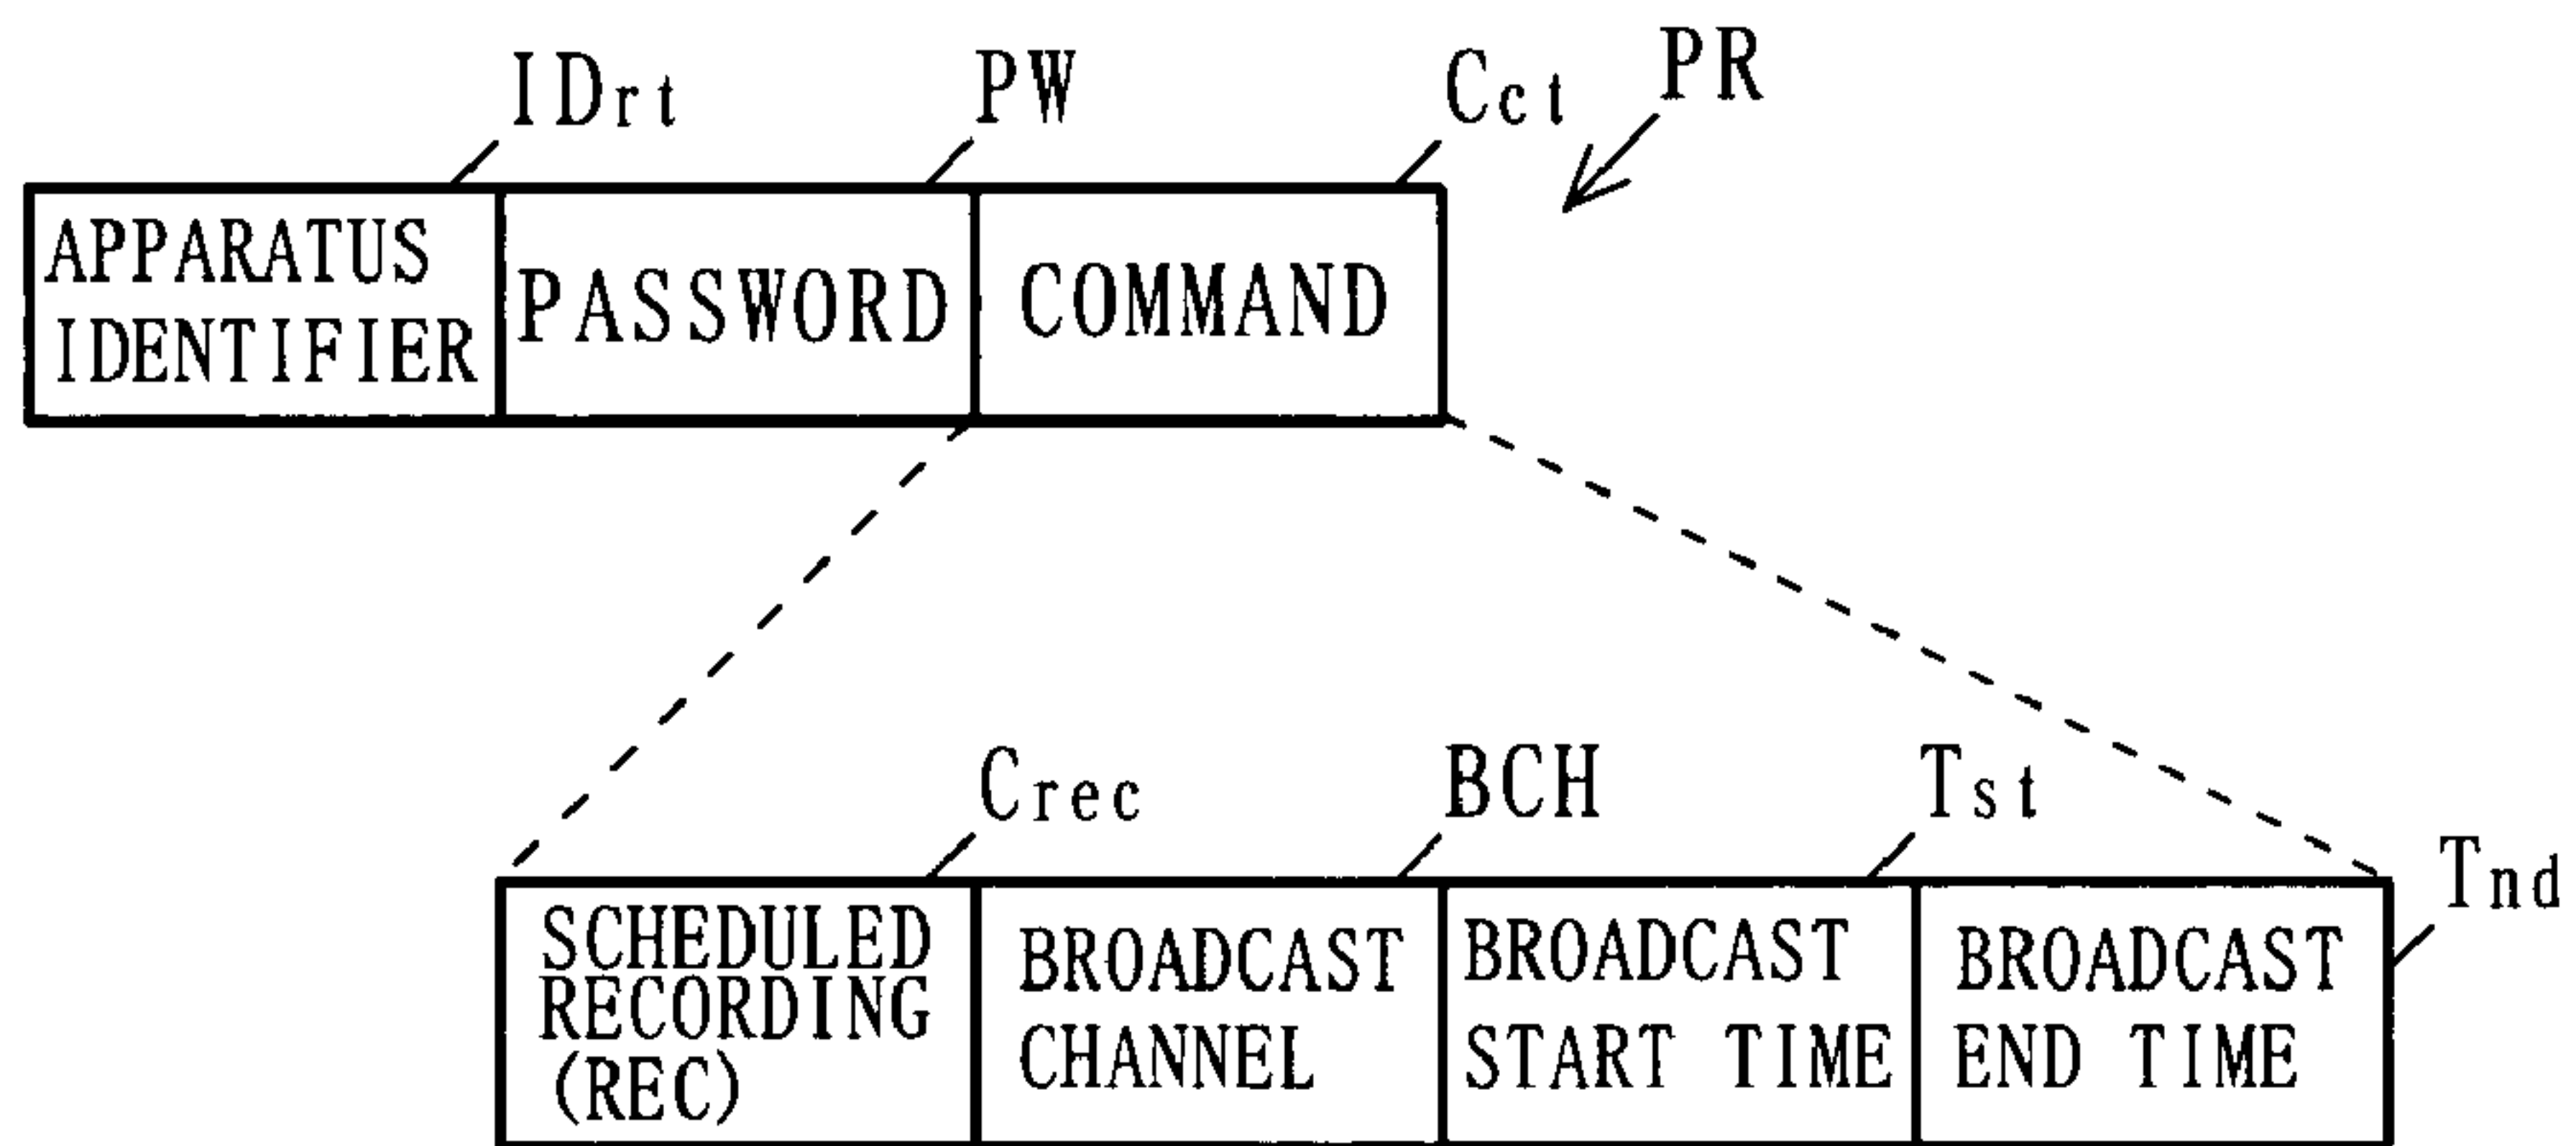 IDrt PW Cct PR
APPARATUS IDENTIFIER
PASSWORD
COMMAND
Crec BCH Tst Tnd
SCHEDULED
RECORDING
(REC)
BROADCAST
CHANNEL
BROADCAST
START TIME
BROADCAST
END TIME